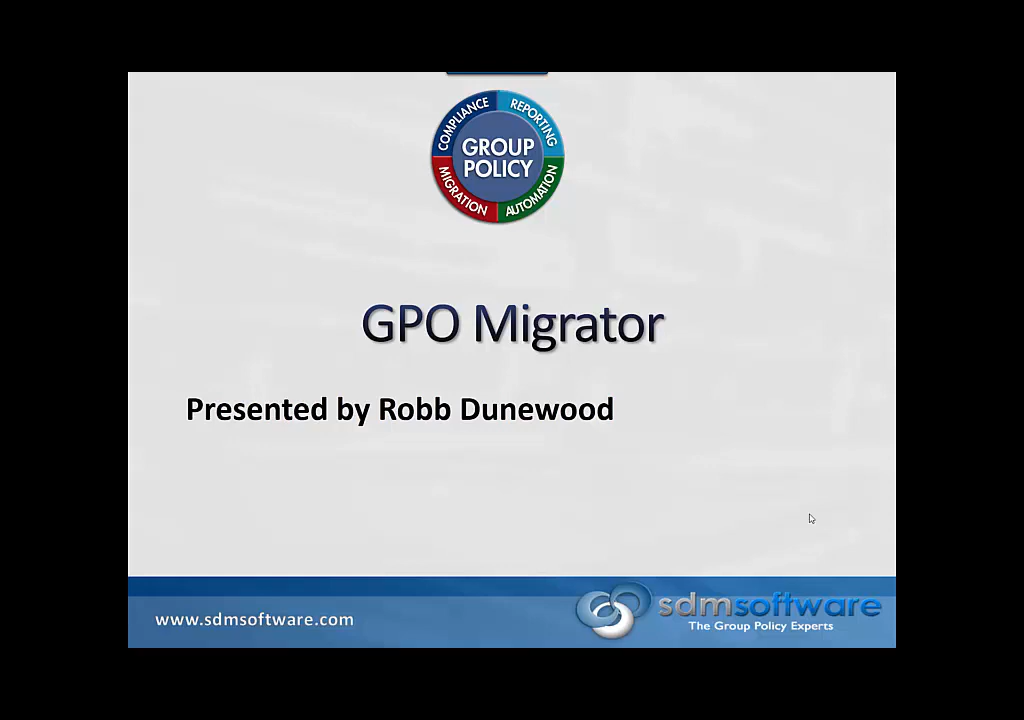 COMPLIANCE
REPORTING
GROUP
POLICY
MIGRATION
AUTOMATION
GPO Migrator
Presented by Robb Dunewood
www.sdmsoftware.com
sdmsoftware
The Group Policy Experts